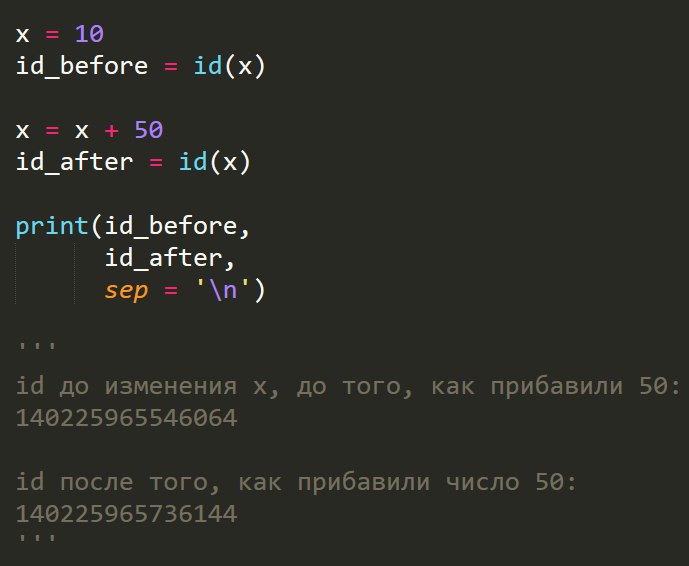 x = 10
id_before = id(x)
x = x + 50
id_after = id(x)
print(id_before,
id_after,
sep = '\n')
'''
id до изменения x, до того, как прибавили 50:
140225965546064
id после того, как прибавили число 50:
140225965736144
'''